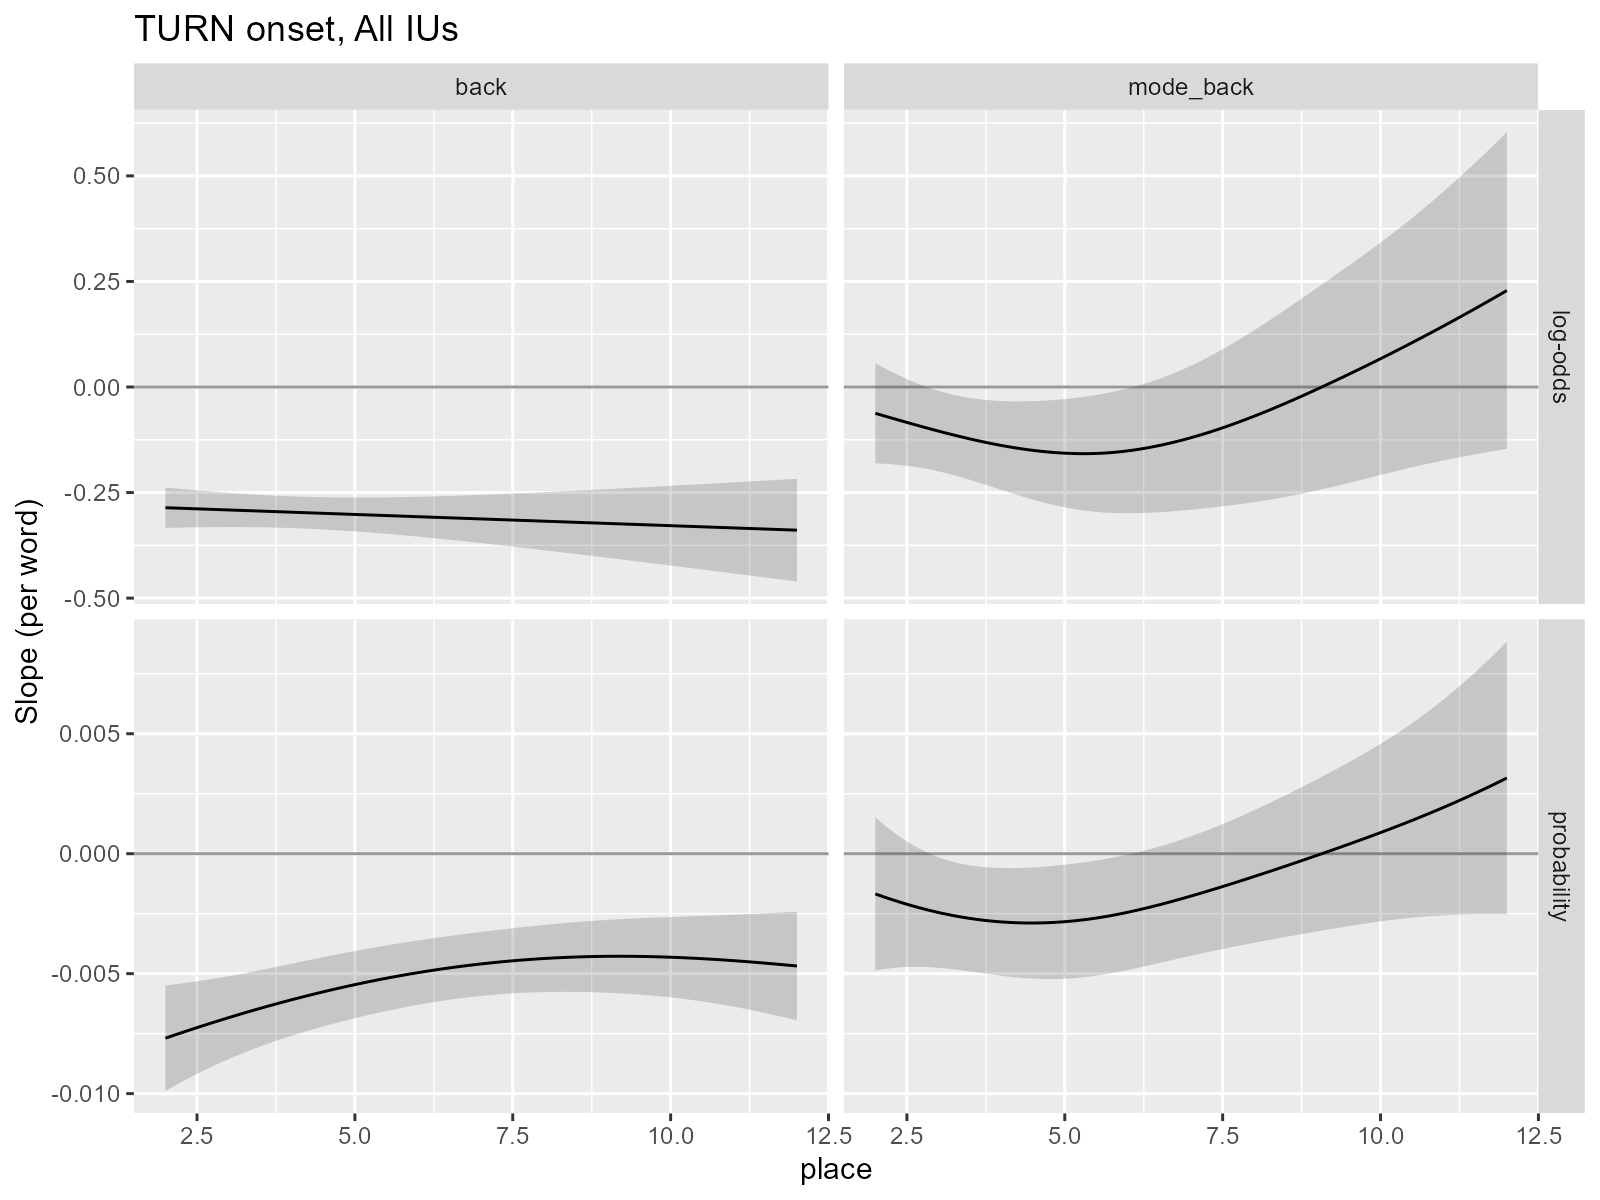 TURN onset, All IUs
back
mode_back
0.50
0.25
0.00
-0.25
-0.50
log-odds
Slope (per word)
0.005
0.000
-0.005
-0.010
probability
2.5 5.0 7.5 10.0 12.5 2.5 5.0 7.5 10.0 12.5
place